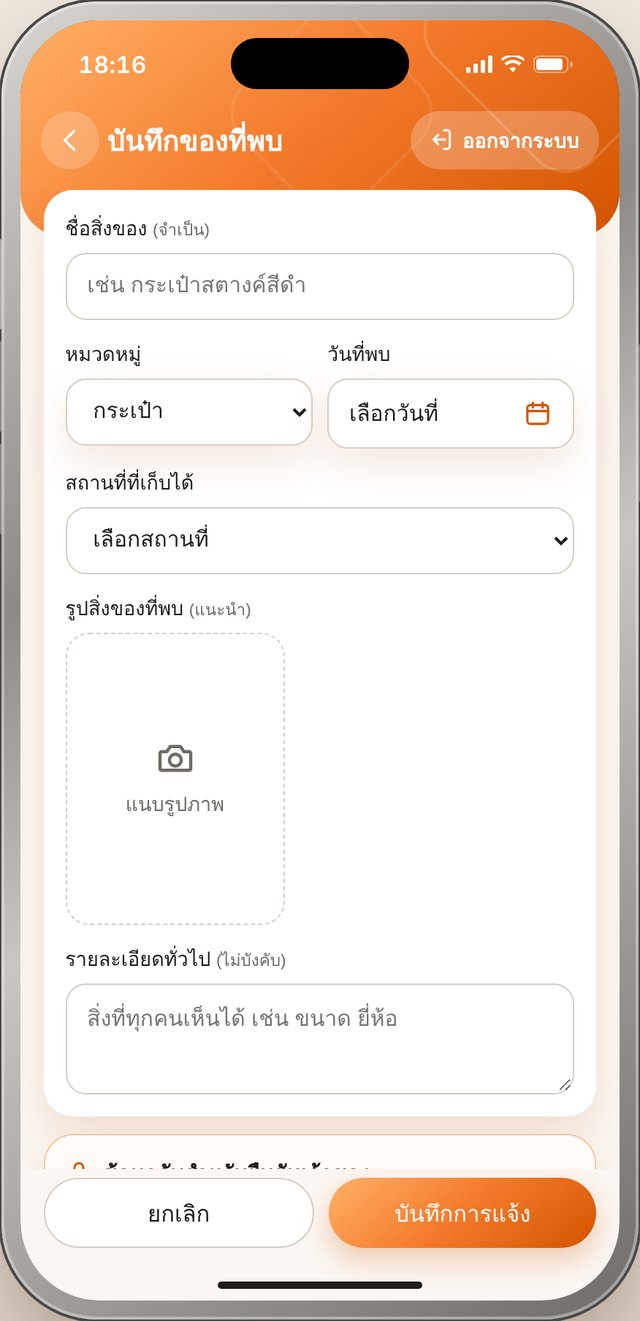 18:16
บันทึกของที่พบ
ออกจากระบบ
ชื่อสิ่งของ (จำเป็น)
เช่น กระเป๋าสตางค์สีดำ
หมวดหมู่ วันที่พบ
กระเป๋า เลือกวันที่
สถานที่ที่เก็บได้
เลือกสถานที่
รูปสิ่งของที่พบ (แนะนำ)
แนบรูปภาพ
รายละเอียดทั่วไป (ไม่บังคับ)
สิ่งที่ทุกคนเห็นได้ เช่น ขนาด ยี่ห้อ
ยกเลิก บันทึกการแจ้ง